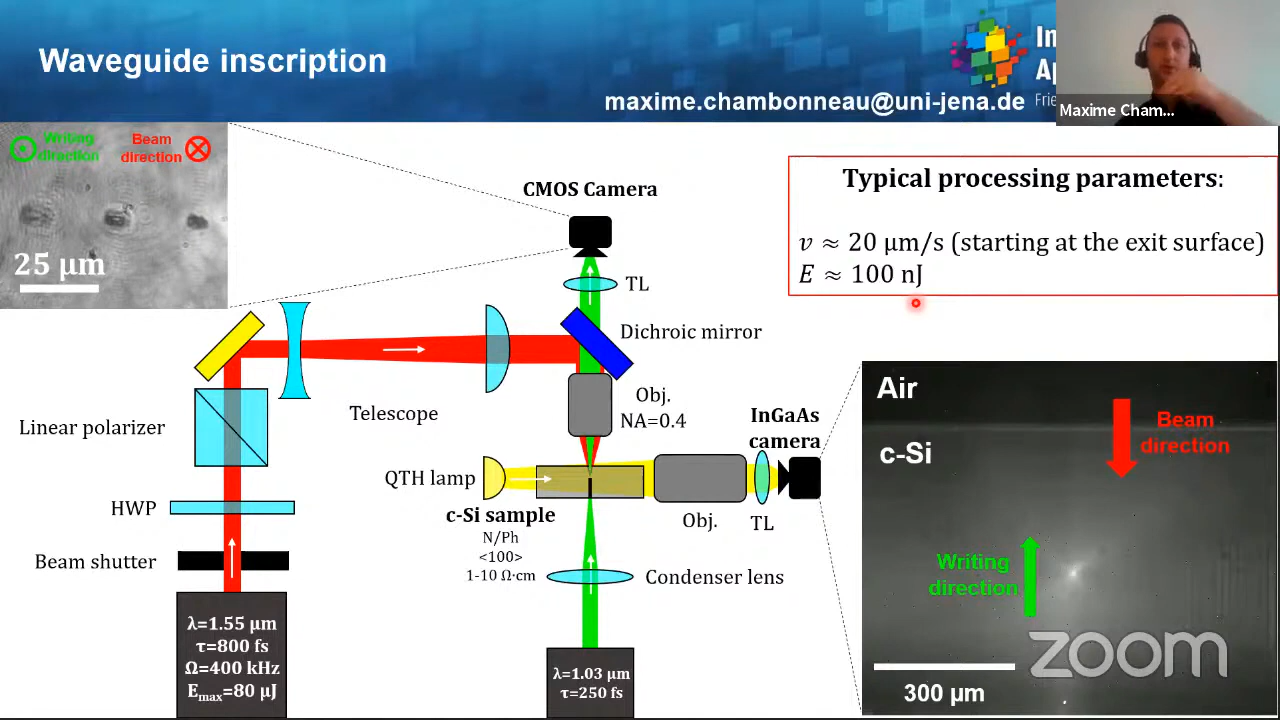 Waveguide inscription
In
Ap
maxime.chambonneau@uni-jena.de
Frie
Maxime Cham...
Writing
direction
Beam
direction
25 µm
CMOS Camera
TL
Dichroic mirror
Typical processing parameters:
v ≈ 20 µm/s (starting at the exit surface)
E ≈ 100 nJ
Linear polarizer
Telescope
Obj.
NA=0.4
InGaAs
camera
QTH lamp
c-Si sample
N/Ph
<100>
1-10 Ω·cm
Obj.
TL
HWP
Beam shutter
Condenser lens
λ=1.55 µm
τ=800 fs
Ω=400 kHz
Emax=80 µJ
λ=1.03 µm
τ=250 fs
Air
c-Si
Beam
direction
Writing
direction
zoom
300 µm